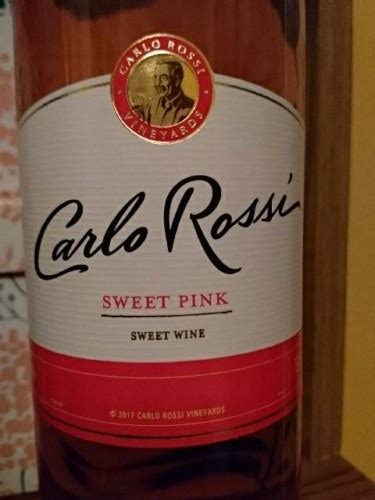 CARLO ROSSI
VINEYARDS
Carlo Rossi
SWEET PINK
SWEET WINE
© 2017 CARLO ROSSI VINEYARDS